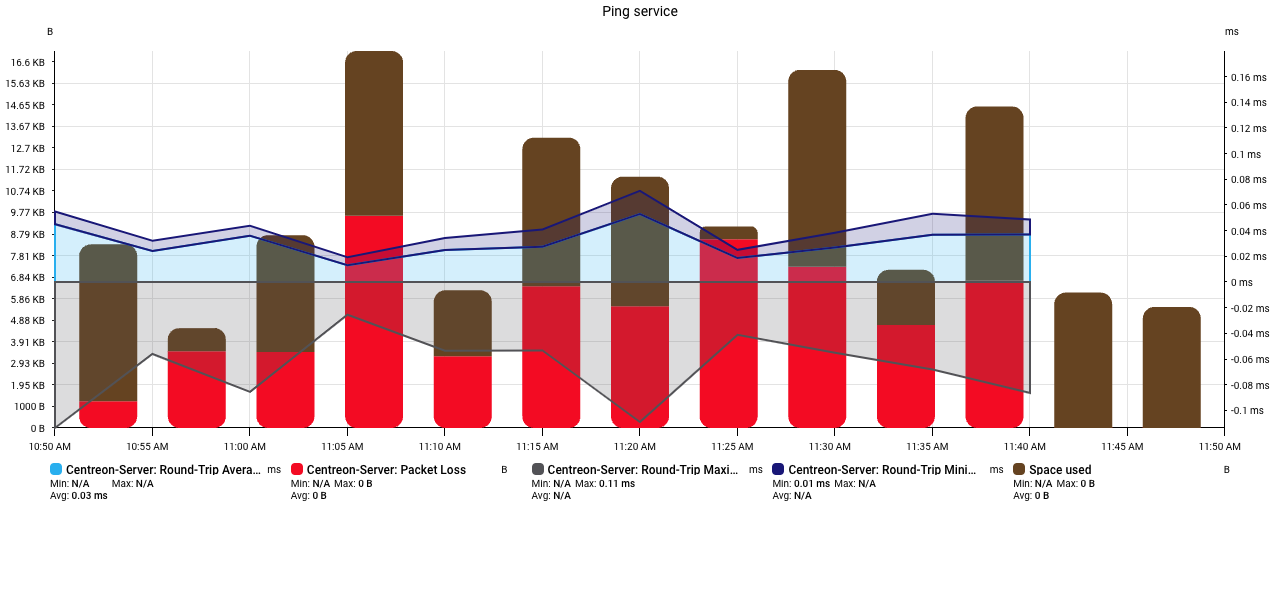 Ping service
B
ms
16.6 KB
15.63 KB
14.65 KB
13.67 KB
12.7 KB
11.72 KB
10.74 KB
9.77 KB
8.79 KB
7.81 KB
6.84 KB
5.86 KB
4.88 KB
3.91 KB
2.93 KB
1.95 KB
1000 B
0 B
0.16 ms
0.14 ms
0.12 ms
0.1 ms
0.08 ms
0.06 ms
0.04 ms
0.02 ms
0 ms
-0.02 ms
-0.04 ms
-0.06 ms
-0.08 ms
-0.1 ms
10:50 AM 10:55 AM 11:00 AM 11:05 AM 11:10 AM 11:15 AM 11:20 AM 11:25 AM 11:30 AM 11:35 AM 11:40 AM 11:45 AM 11:50 AM
Centreon-Server: Round-Trip Avera... ms
Min: N/A Max: N/A
Avg: 0.03 ms
Centreon-Server: Packet Loss B
Min: N/A Max: 0 B
Avg: 0 B
Centreon-Server: Round-Trip Maxi... ms
Min: N/A Max: 0.11 ms
Avg: N/A
Centreon-Server: Round-Trip Mini... ms
Min: 0.01 ms Max: N/A
Avg: N/A
Space used B
Min: N/A Max: 0 B
Avg: 0 B